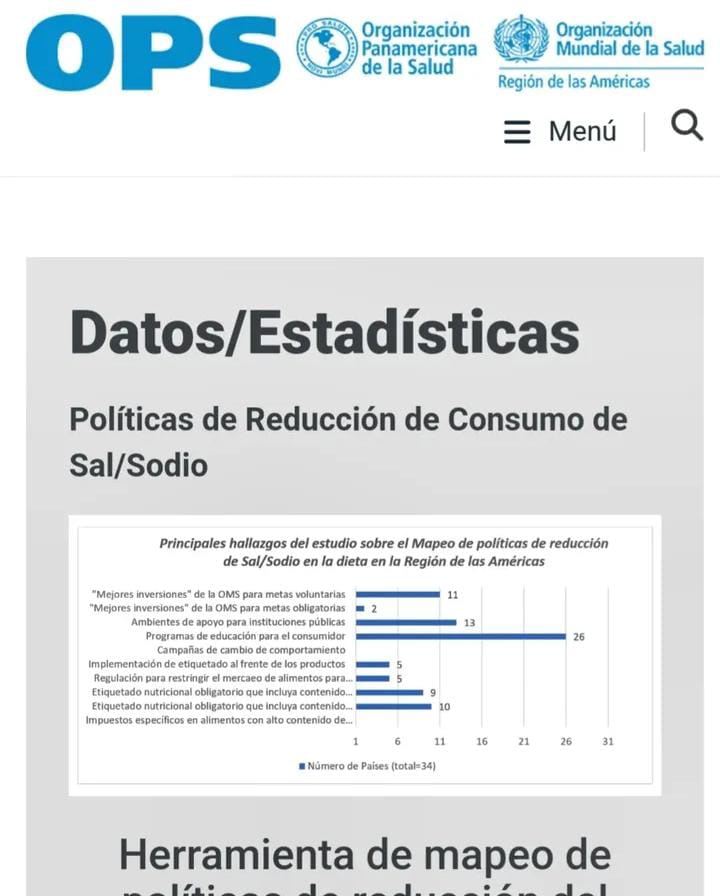 OPS
Organización
Panamericana
de la Salud
Organización
Mundial de la Salud
Región de las Américas
Menú
Datos/Estadísticas
Políticas de Reducción de Consumo de
Sal/Sodio
Principales hallazgos del estudio sobre el Mapeo de políticas de reducción
de Sal/Sodio en la dieta en la Región de las Américas
"Mejores inversiones" de la OMS para metas voluntarias 11
"Mejores inversiones" de la OMS para metas obligatorias 2
Ambientes de apoyo para instituciones públicas 13
Programas de educación para el consumidor 26
Campañas de cambio de comportamiento
Implementación de etiquetado al frente de los productos 5
Regulación para restringir el mercaeo de alimentos para... 5
Etiquetado nutricional obligatorio que incluya contenido... 9
Etiquetado nutricional obligatorio que incluya contenido... 10
Impuestos específicos en alimentos con alto contenido de...
1 6 11 16 21 26 31
Número de Países (total=34)
Herramienta de mapeo de
políticas de reducción del